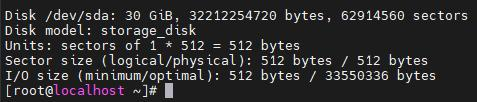 Disk /dev/sda: 30 GiB, 32212254720 bytes, 62914560 sectors
Disk model: storage_disk
Units: sectors of 1 * 512 = 512 bytes
Sector size (logical/physical): 512 bytes / 512 bytes
I/O size (minimum/optimal): 512 bytes / 33550336 bytes
[root@localhost ~]#